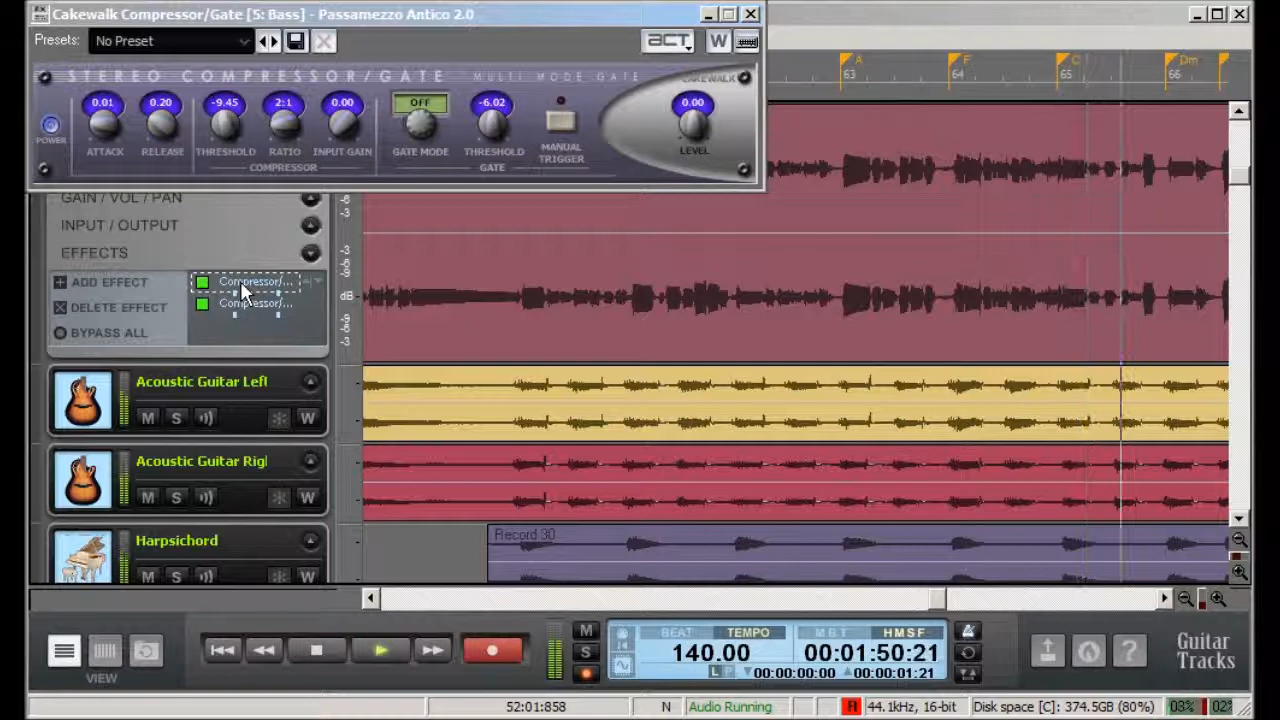 Cakewalk Compressor/Gate [5: Bass] - Passamezzo Antico 2.0
Presets: No Preset ACT W
STEREO COMPRESSOR/GATE MULTI MODE GATE CAKEWALK
0.01 0.20 -9.45 2:1 0.00 OFF -6.02 0.00
POWER ATTACK RELEASE THRESHOLD RATIO INPUT GAIN GATE MODE THRESHOLD MANUAL TRIGGER LEVEL
COMPRESSOR GATE
A F C Dm
63 64 65 66
GAIN / VOL / PAN
INPUT / OUTPUT
EFFECTS
ADD EFFECT Compressor/...
DELETE EFFECT Compressor/...
BYPASS ALL
-6
-3
-3
-6
-9
dB
-9
-6
-3
Acoustic Guitar Left
M S W
Acoustic Guitar Rigl
M S W
Harpsichord
M S W
Record 30
VIEW
M
S
BEAT TEMPO MBT HMSF
140.00 00:01:50:21
L P 00:00:00:00 00:00:01:21
Guitar
Tracks
52:01:858 N Audio Running R 44.1kHz, 16-bit Disk space [C]: 374.5GB (80%) 03% 02%